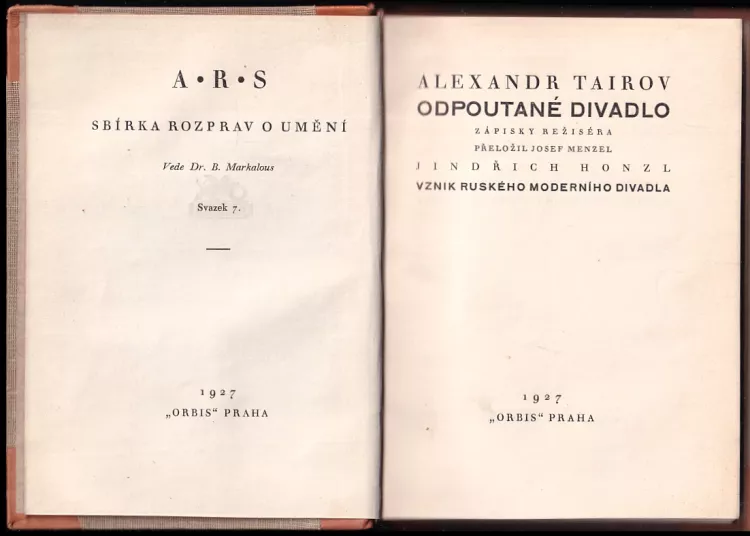 A • R • S
SBÍRKA ROZPRAV O UMĚNÍ
Vede Dr. B. Markalous
Svazek 7.
1927
„ORBIS“ PRAHA
ALEXANDR TAIROV
ODPOUTANÉ DIVADLO
ZÁPISKY REŽISÉRA
PŘELOŽIL JOSEF MENZEL
JINDŘICH HONZL
VZNIK RUSKÉHO MODERNÍHO DIVADLA
1927
„ORBIS“ PRAHA